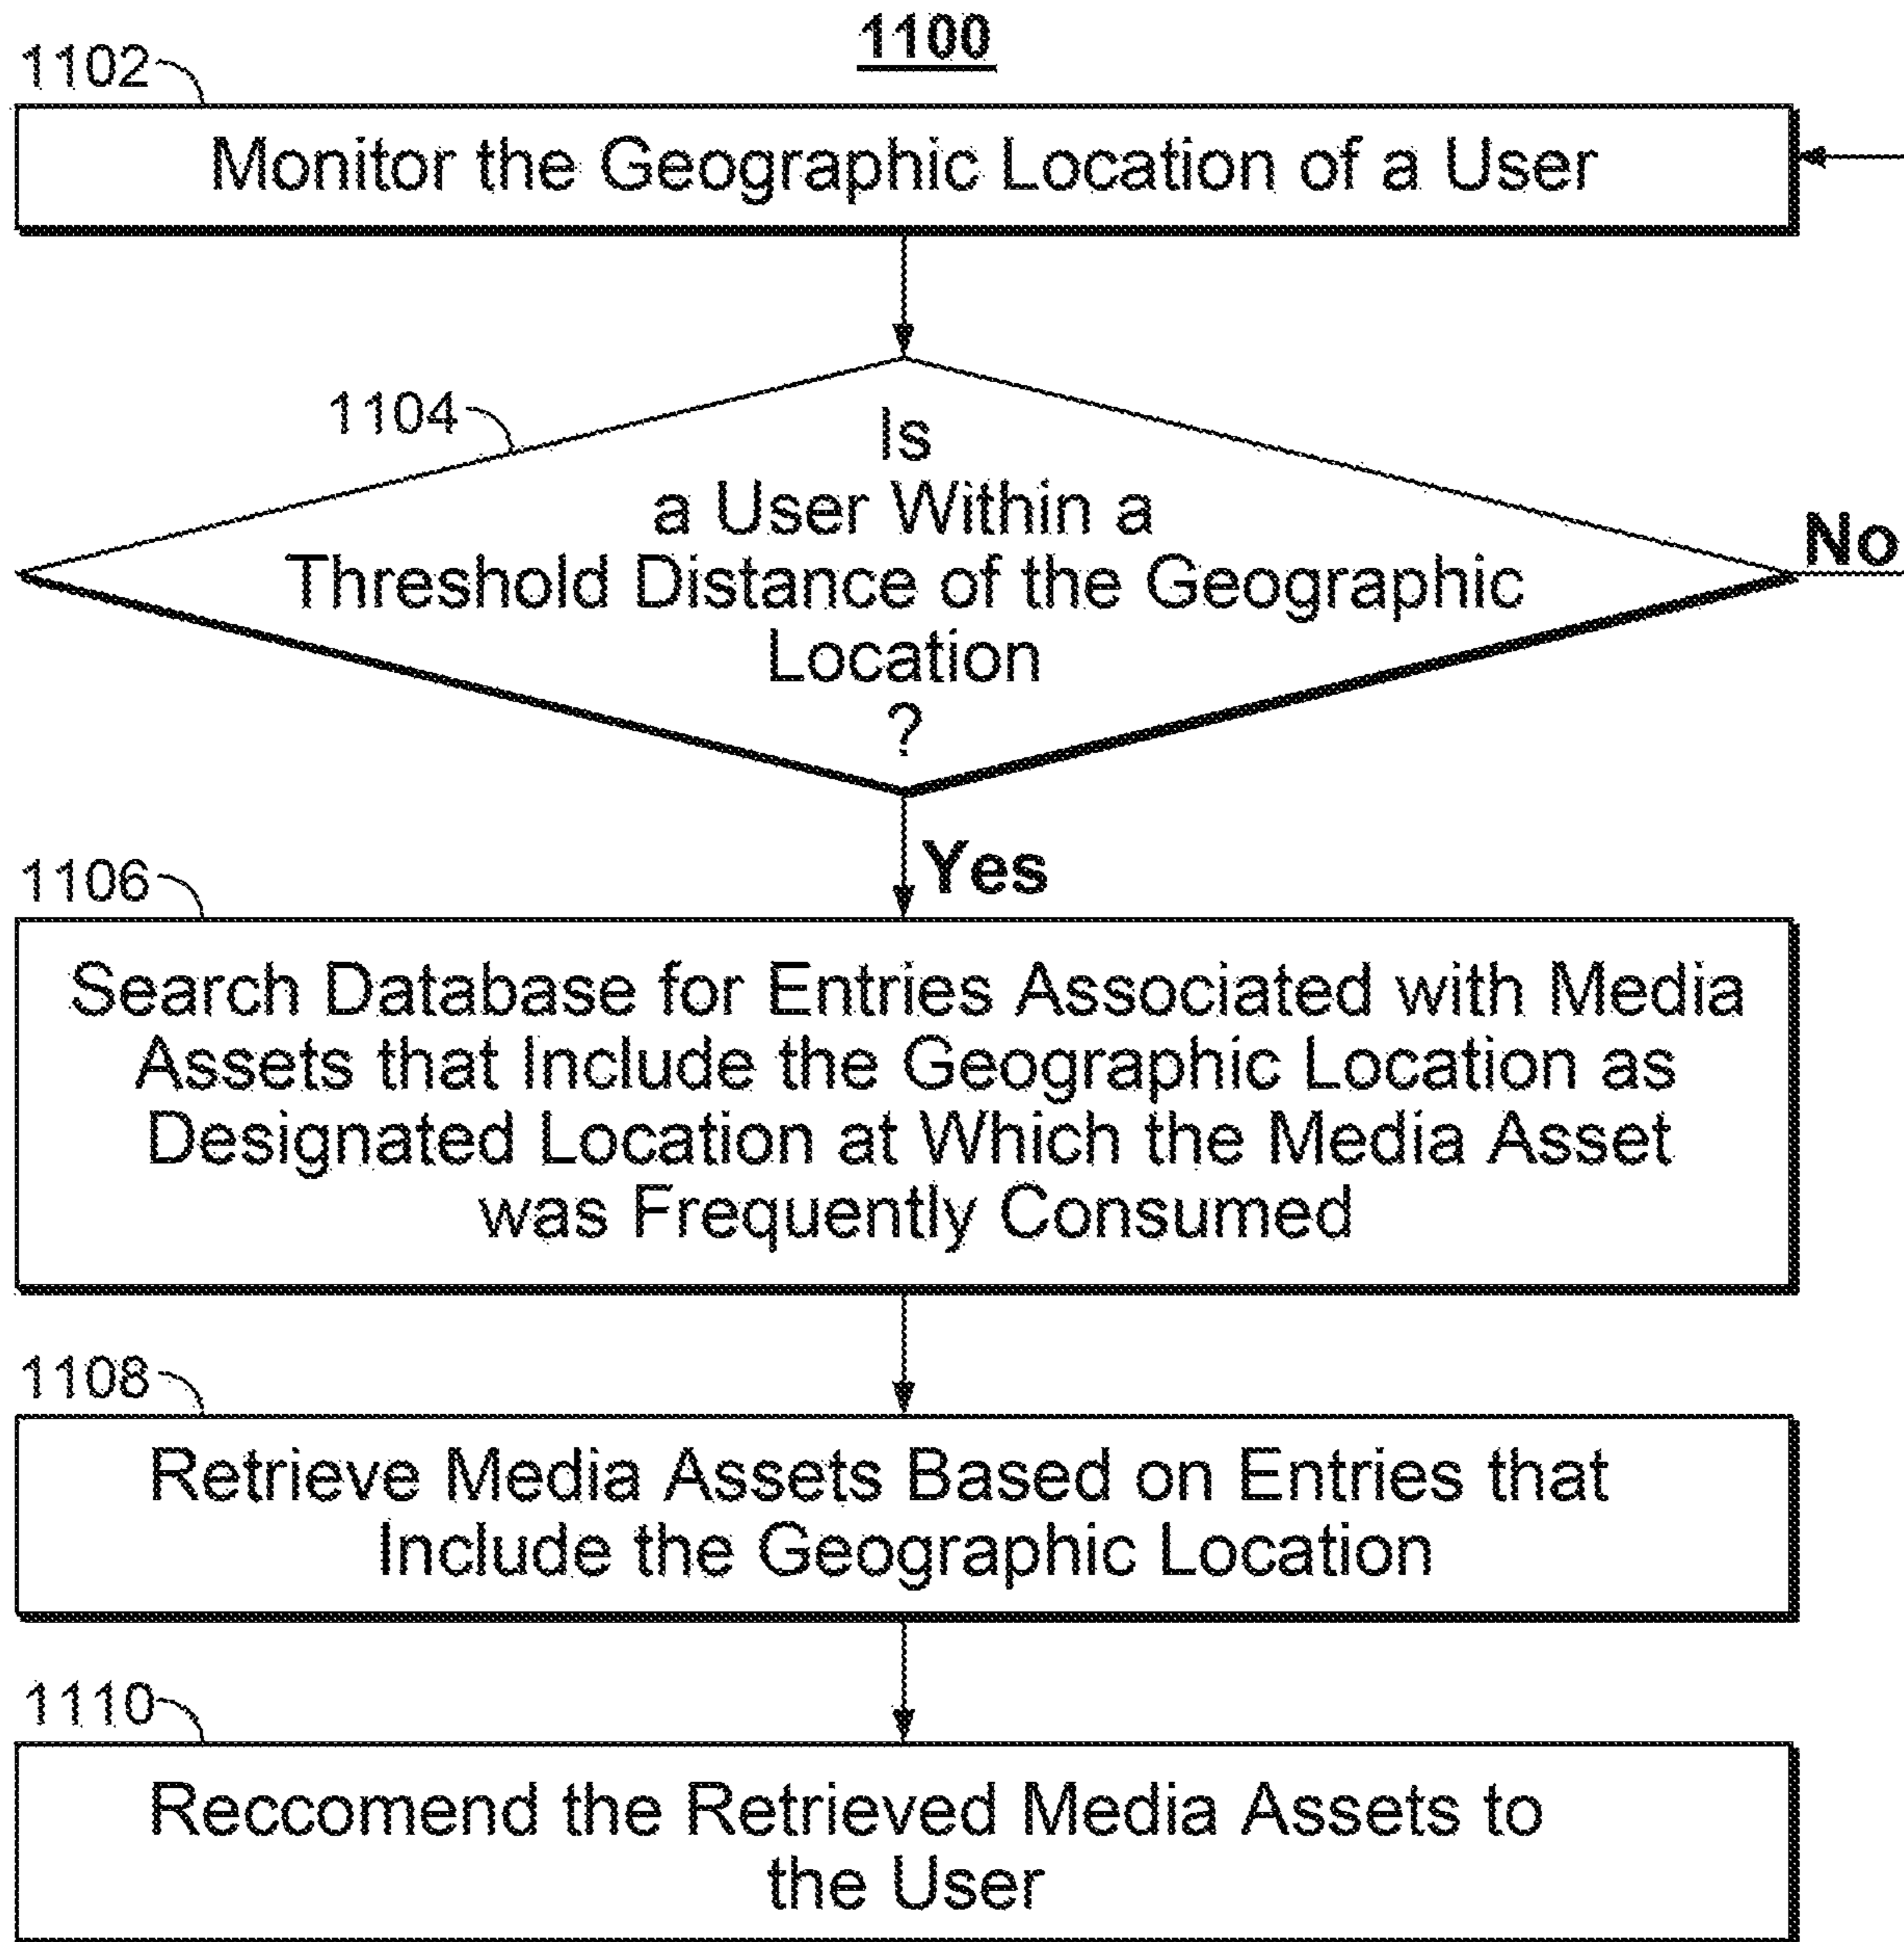 1100
1102
Monitor the Geographic Location of a User
1104
Is
a User Within a
Threshold Distance of the Geographic
Location
?
No
Yes
1106
Search Database for Entries Associated with Media
Assets that Include the Geographic Location as
Designated Location at Which the Media Asset
was Frequently Consumed
1108
Retrieve Media Assets Based on Entries that
Include the Geographic Location
1110
Reccomend the Retrieved Media Assets to
the User